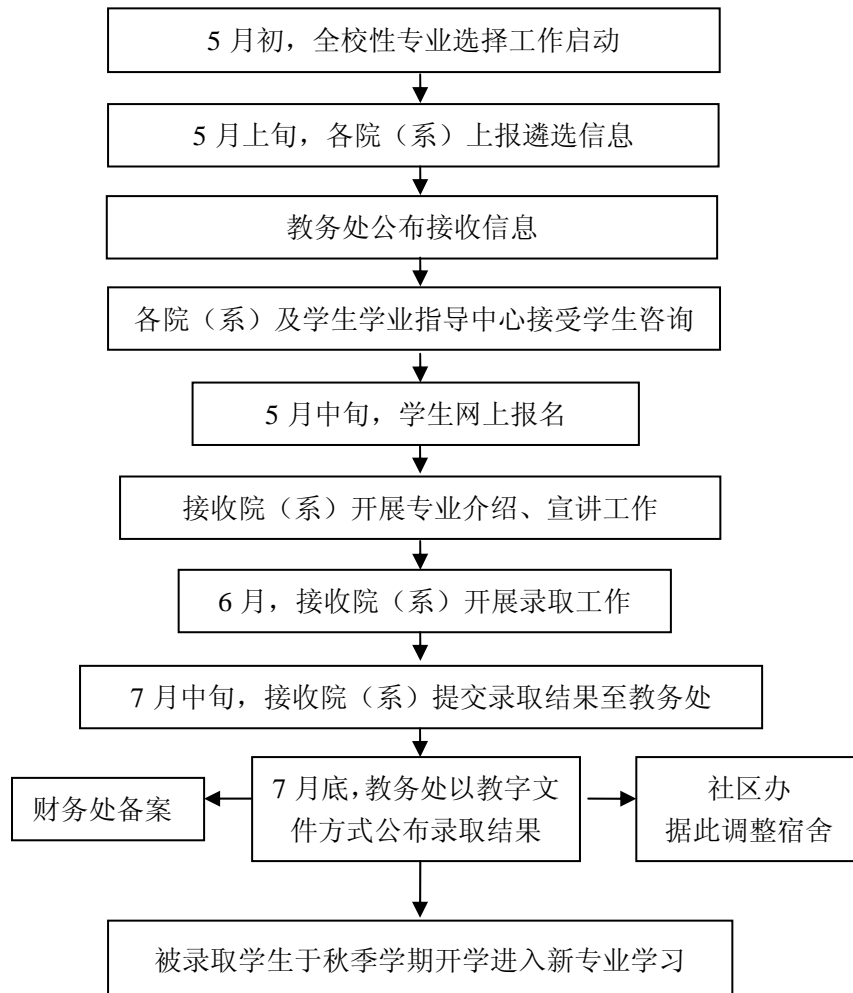 5 月初，全校性专业选择工作启动
5 月上旬，各院（系）上报遴选信息
教务处公布接收信息
各院（系）及学生学业指导中心接受学生咨询
5 月中旬，学生网上报名
接收院（系）开展专业介绍、宣讲工作
6 月，接收院（系）开展录取工作
7 月中旬，接收院（系）提交录取结果至教务处
财务处备案
7 月底，教务处以教字文
件方式公布录取结果
社区办
据此调整宿舍
被录取学生于秋季学期开学进入新专业学习